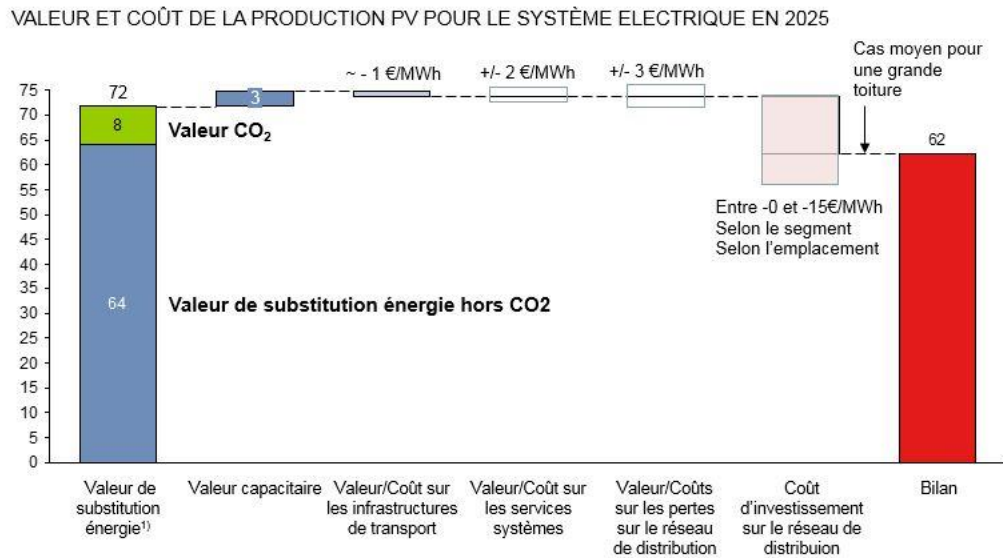 VALEUR ET COÛT DE LA PRODUCTION PV POUR LE SYSTÈME ELECTRIQUE EN 2025
Cas moyen pour
une grande
toiture
~ - 1 €/MWh
+/- 2 €/MWh
+/- 3 €/MWh
75
70
65
60
55
50
45
40
35
30
25
20
15
10
5
0
72
8
64
3
Valeur CO₂
Valeur de substitution énergie hors CO2
Entre -0 et -15€/MWh
Selon le segment
Selon l'emplacement
62
Valeur de
substitution
énergie¹⁾
Valeur capacitaire
Valeur/Coût sur
les infrastructures
de transport
Valeur/Coût sur
les services
systèmes
Valeur/Coûts
sur les pertes
sur le réseau
de distribution
Coût
d'investissement
sur le réseau de
distribuion
Bilan